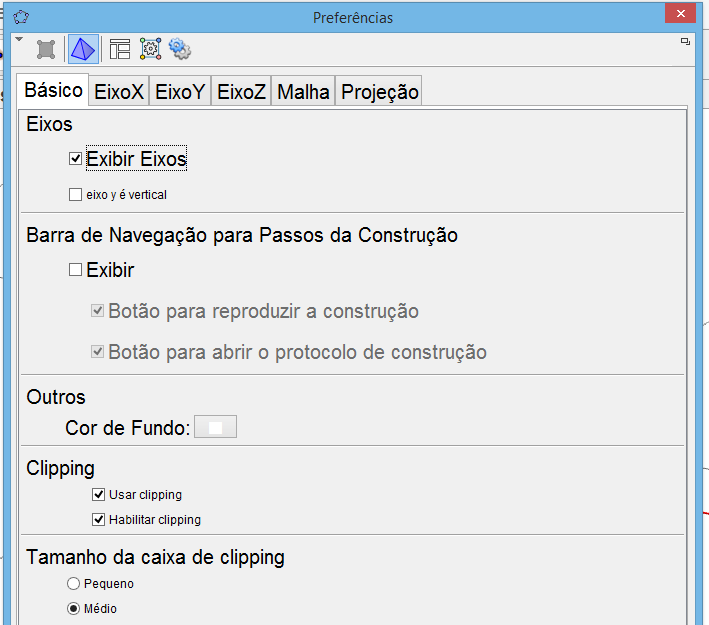 Preferências
Básico EixoX EixoY EixoZ Malha Projeção
Eixos
Exibir Eixos
eixo y é vertical
Barra de Navegação para Passos da Construção
Exibir
Botão para reproduzir a construção
Botão para abrir o protocolo de construção
Outros
Cor de Fundo:
Clipping
Usar clipping
Habilitar clipping
Tamanho da caixa de clipping
Pequeno
Médio